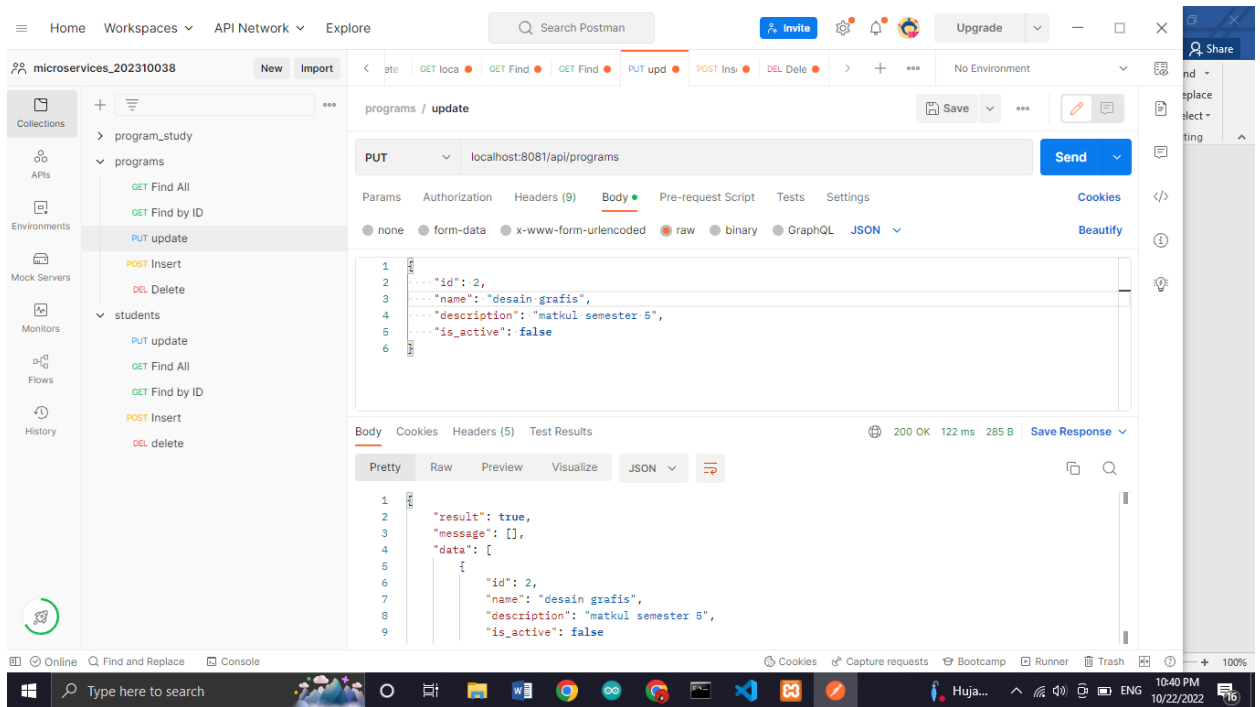 Home Workspaces API Network Explore Search Postman Invite Upgrade
Share
microservices_202310038 New Import ete GET loca GET Find GET Find PUT upd POST Ins DEL Dele No Environment
nd
eplace
elect
ting
Collections
APIs
Environments
Mock Servers
Monitors
Flows
History
program_study
programs
GET Find All
GET Find by ID
PUT update
POST Insert
DEL Delete
students
PUT update
GET Find All
GET Find by ID
POST Insert
DEL delete
programs / update Save
PUT localhost:8081/api/programs Send
Params Authorization Headers (9) Body Pre-request Script Tests Settings Cookies
none form-data x-www-form-urlencoded raw binary GraphQL JSON Beautify
1 {
2 "id": 2,
3 "name": "desain grafis",
4 "description": "matkul semester 5",
5 "is_active": false
6 }
Body Cookies Headers (5) Test Results 200 OK 122 ms 285 B Save Response
Pretty Raw Preview Visualize JSON
1 {
2 "result": true,
3 "message": [],
4 "data": [
5 {
6 "id": 2,
7 "name": "desain grafis",
8 "description": "matkul semester 5",
9 "is_active": false
Online Find and Replace Console Cookies Capture requests Bootcamp Runner Trash 100%
Type here to search Huja... ENG 10:40 PM
10/22/2022 16